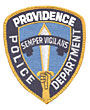 PROVIDENCE
SEMPER VIGILANS
POLICE
DEPARTMENT